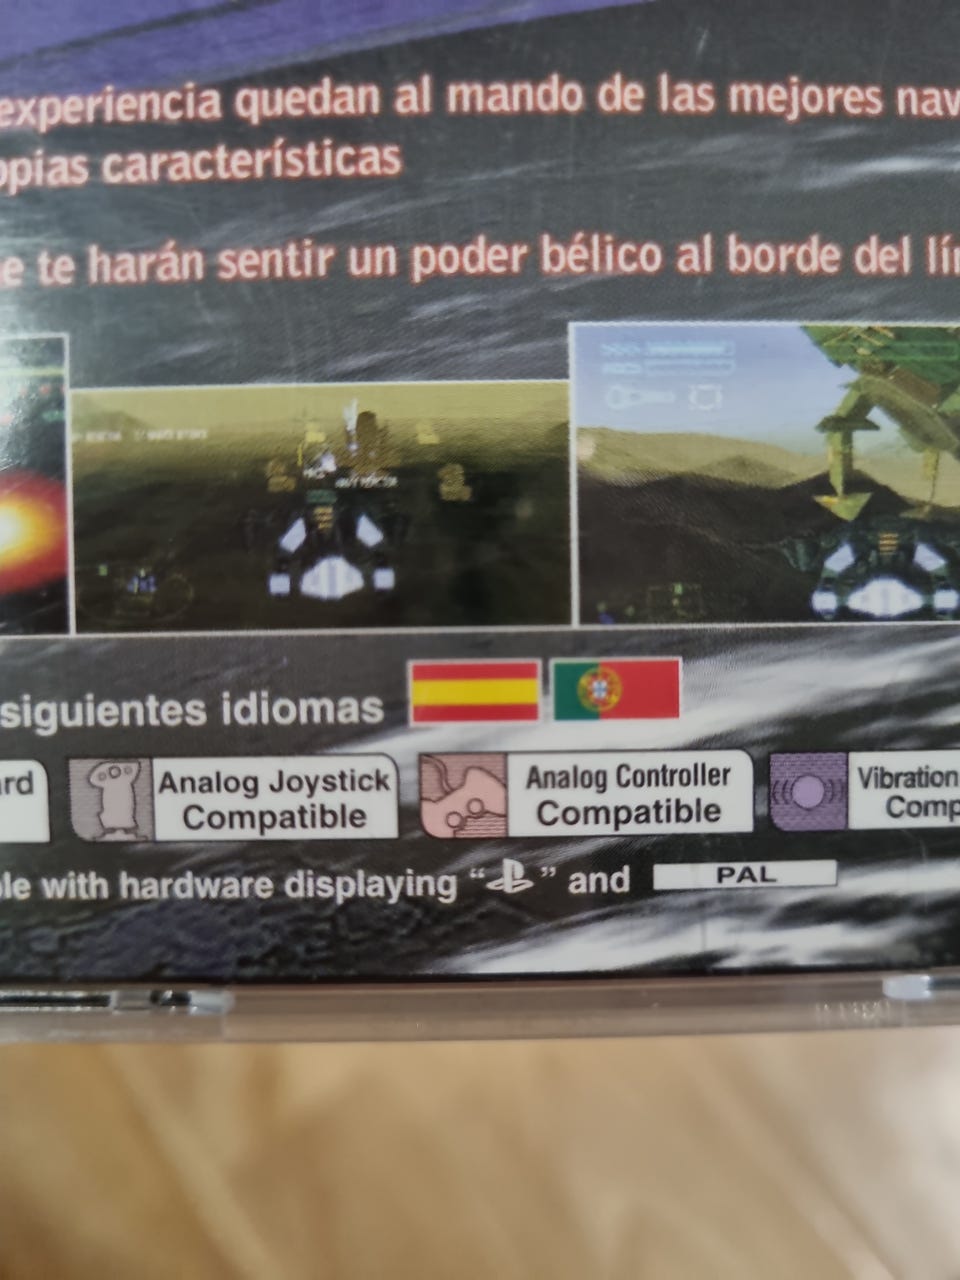 experiencia quedan al mando de las mejores nav
opias características
e te harán sentir un poder bélico al borde del lím
siguientes idiomas
rd
Analog Joystick
Compatible
Analog Controller
Compatible
Vibration
Comp
le with hardware displaying “ ” and PAL